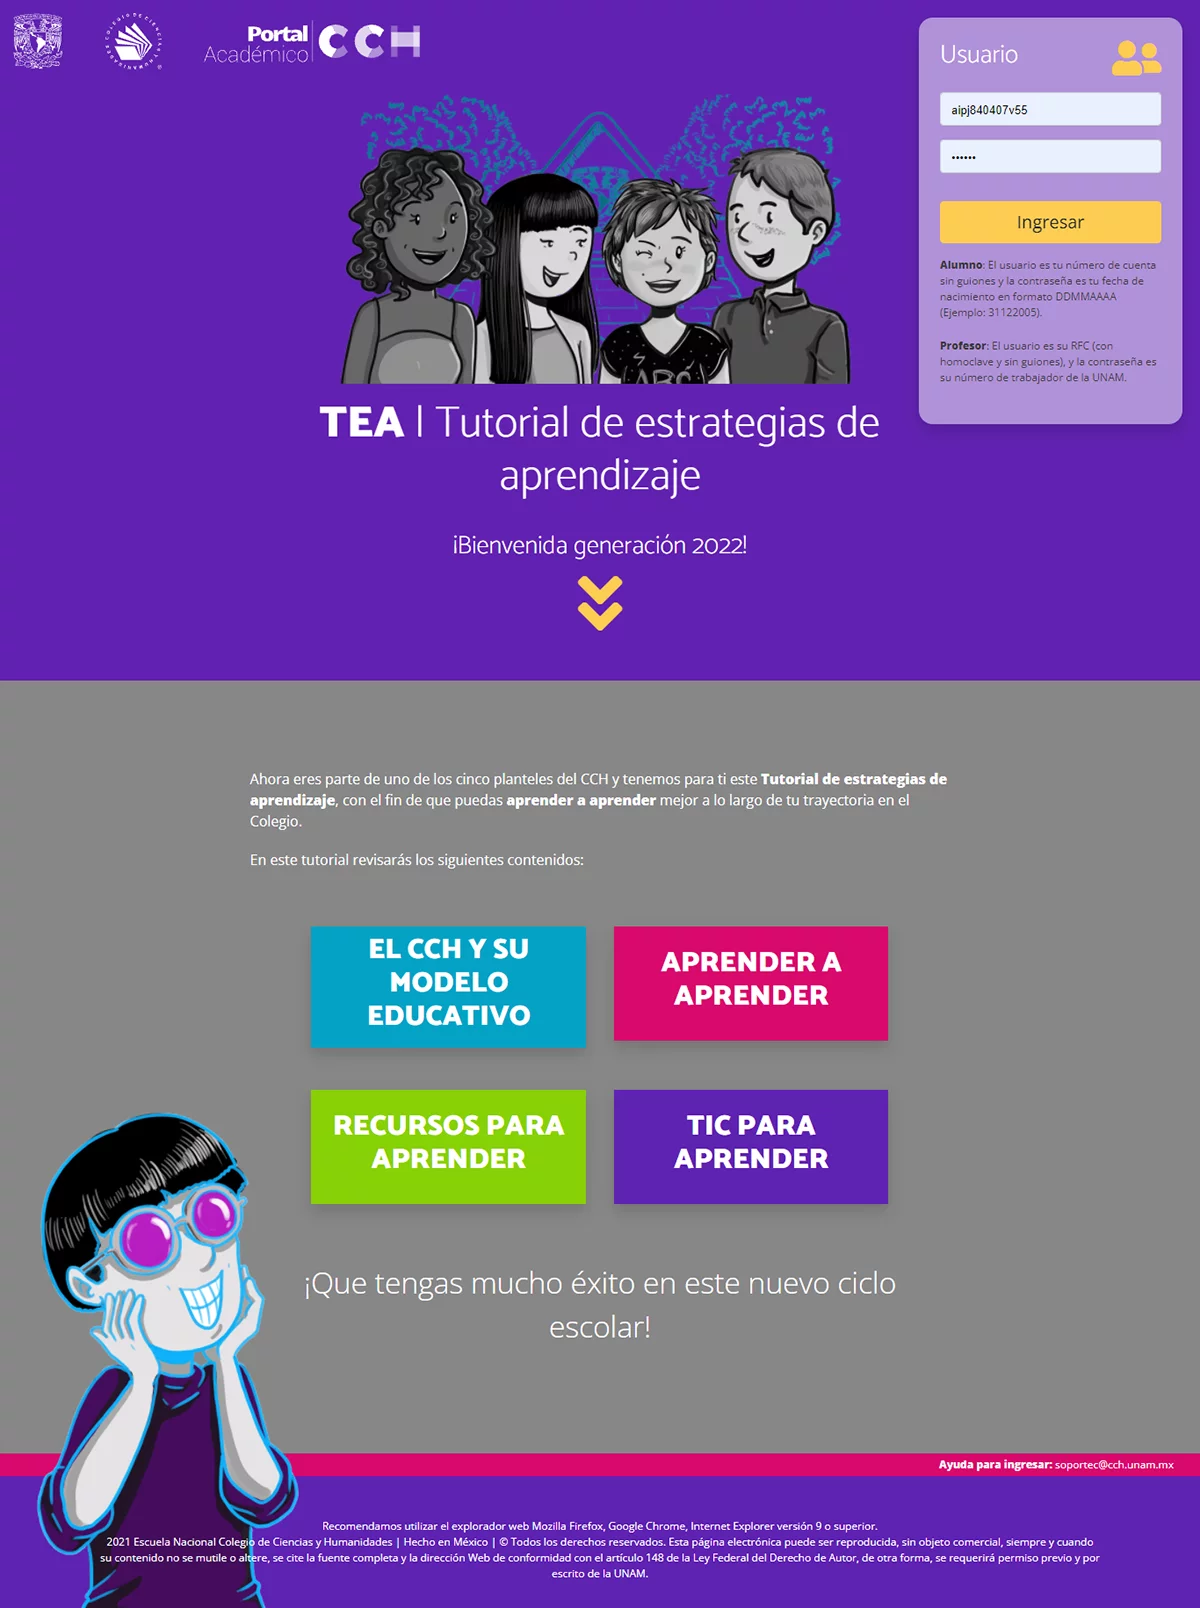 COLEGIO DE CIENCIAS Y HUMANIDADES
Portal
Académico
CCH
Usuario
aipj840407v55
••••••
Ingresar
Alumno: El usuario es tu número de cuenta
sin guiones y la contraseña es tu fecha de
nacimiento en formato DDMMAAAA
(Ejemplo: 31122005).
Profesor: El usuario es su RFC (con
homoclave y sin guiones), y la contraseña es
su número de trabajador de la UNAM.
ABC
TEA | Tutorial de estrategias de
aprendizaje
¡Bienvenida generación 2022!
Ahora eres parte de uno de los cinco planteles del CCH y tenemos para ti este Tutorial de estrategias de
aprendizaje, con el fin de que puedas aprender a aprender mejor a lo largo de tu trayectoria en el
Colegio.
En este tutorial revisarás los siguientes contenidos:
EL CCH Y SU
MODELO
EDUCATIVO
APRENDER A
APRENDER
RECURSOS PARA
APRENDER
TIC PARA
APRENDER
¡Que tengas mucho éxito en este nuevo ciclo
escolar!
Ayuda para ingresar: soportec@cch.unam.mx
Recomendamos utilizar el explorador web Mozilla Firefox, Google Chrome, Internet Explorer versión 9 o superior.
2021 Escuela Nacional Colegio de Ciencias y Humanidades | Hecho en México | © Todos los derechos reservados. Esta página electrónica puede ser reproducida, sin objeto comercial, siempre y cuando
su contenido no se mutile o altere, se cite la fuente completa y la dirección Web de conformidad con el artículo 148 de la Ley Federal del Derecho de Autor, de otra forma, se requerirá permiso previo y por
escrito de la UNAM.